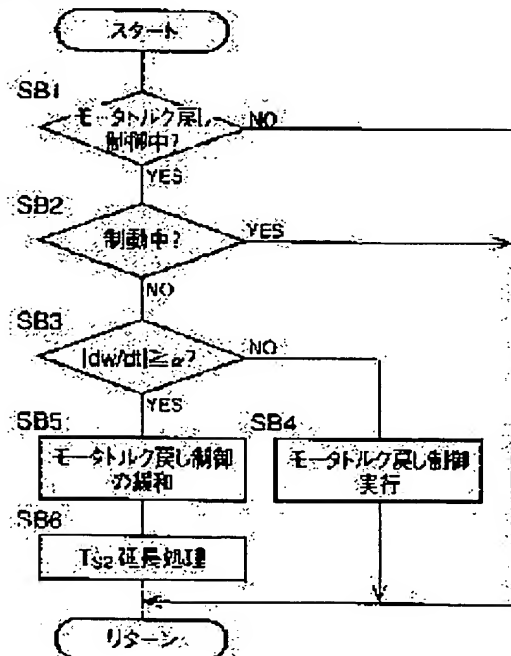 スタート
SB1
モータトルク戻し
制御中?
NO
YES
SB2
制動中?
YES
NO
SB3
|dw/dt|≧α?
NO
YES
SB5
モータトルク戻し制御
の緩和
SB4
モータトルク戻し制御
実行
SB6
TS2 延長処理
リターン